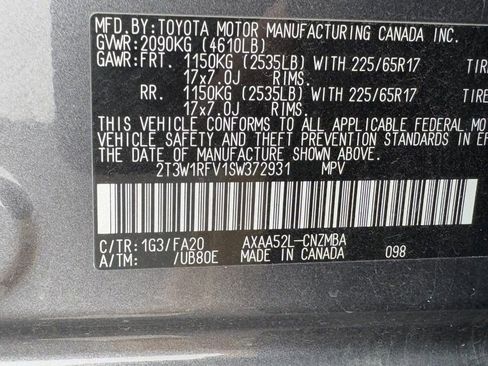 MFD.BY:TOYOTA MOTOR MANUFACTURING CANADA INC.
GVWR:2090KG (4610LB)
GAWR:FRT. 1150KG (2535LB) WITH 225/65R17 TIRE
17x7.0J RIMS.
RR. 1150KG (2535LB) WITH 225/65R17 TIRE
17x7.0J RIMS.
THIS VEHICLE CONFORMS TO ALL APPLICABLE FEDERAL MOTOR
VEHICLE SAFETY AND THEFT PREVENTION STANDARDS
DATE OF MANUFACTURE SHOWN ABOVE.
2T3W1RFV1SW372931 MPV
C/TR:1G3/FA20 AXAA52L-CNZMBA
A/TM: /UB80E MADE IN CANADA 098